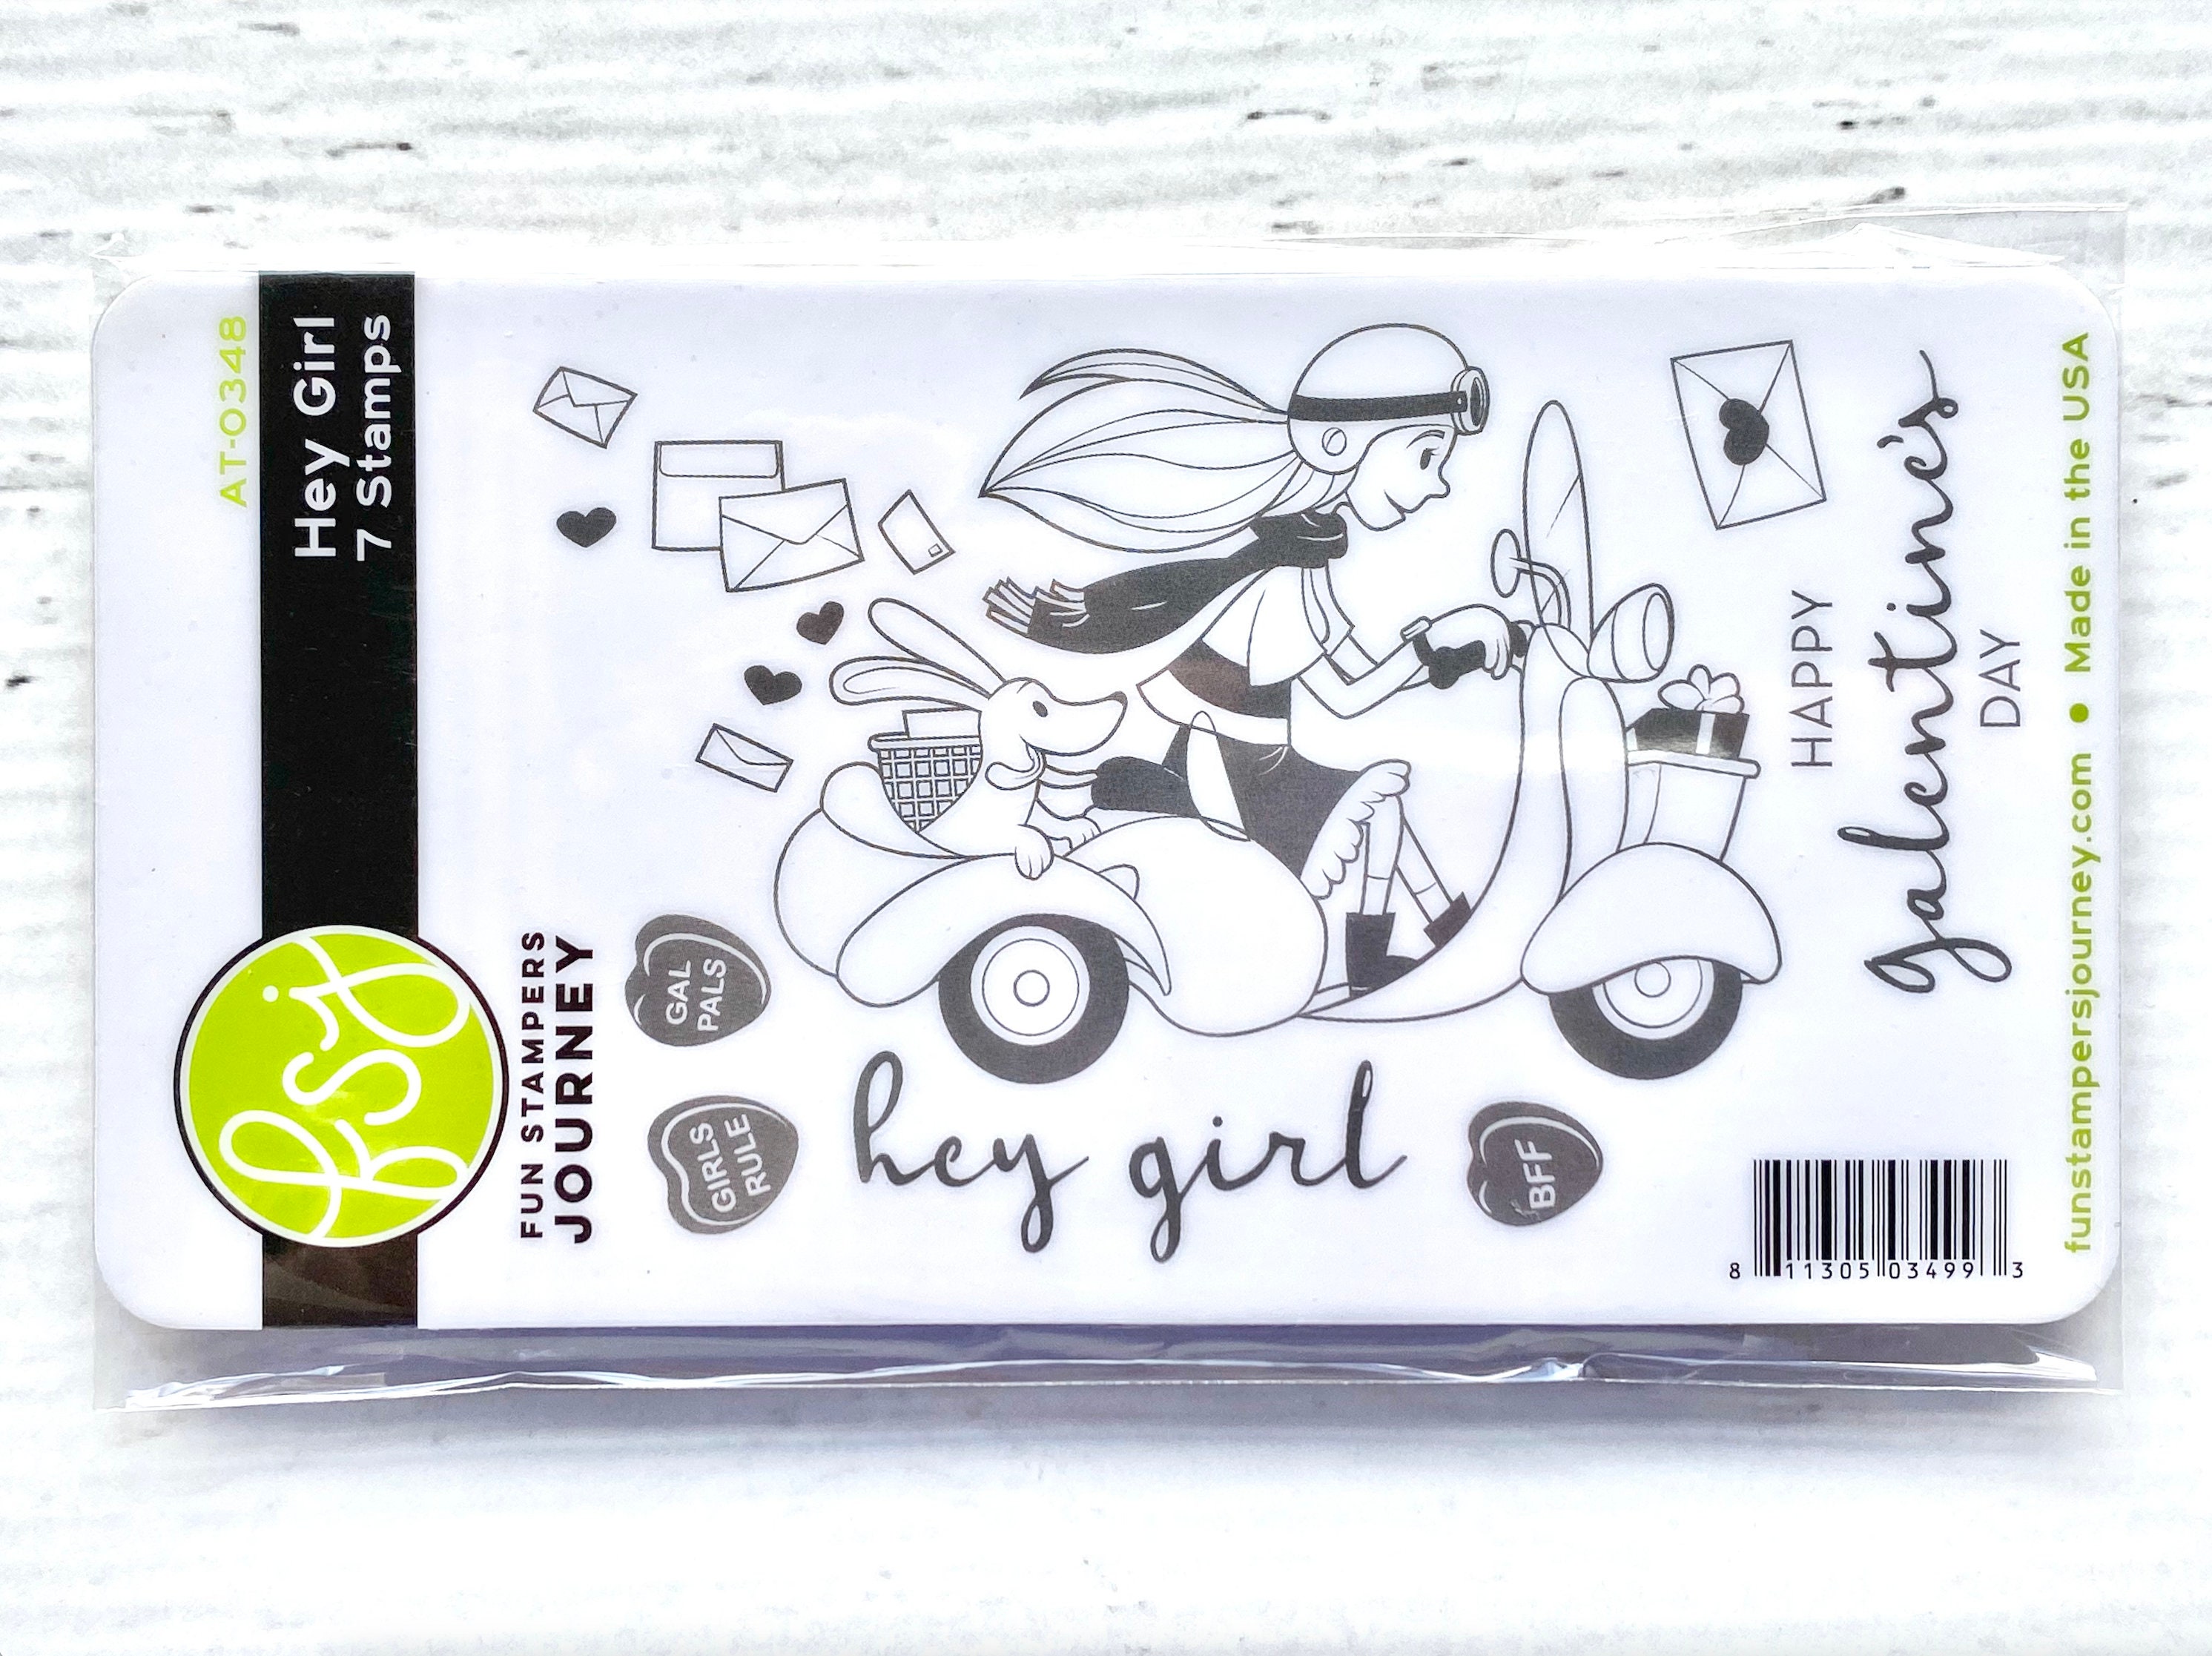 AT-0348
Hey Girl
7 Stamps
fsj
FUN STAMPERS
JOURNEY
GAL
PALS
GIRLS
RULE
hey girl
BFF
HAPPY
galentine's
DAY
8 11305 03499 3
funstampersjourney.com ● Made in the USA